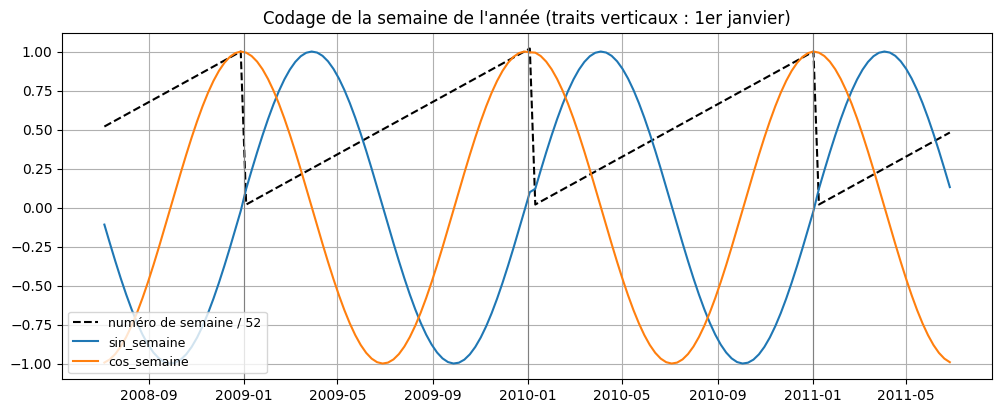 Codage de la semaine de l'année (traits verticaux : 1er janvier)
1.00
0.75
0.50
0.25
0.00
−0.25
−0.50
−0.75
−1.00
numéro de semaine / 52
sin_semaine
cos_semaine
2008-09 2009-01 2009-05 2009-09 2010-01 2010-05 2010-09 2011-01 2011-05